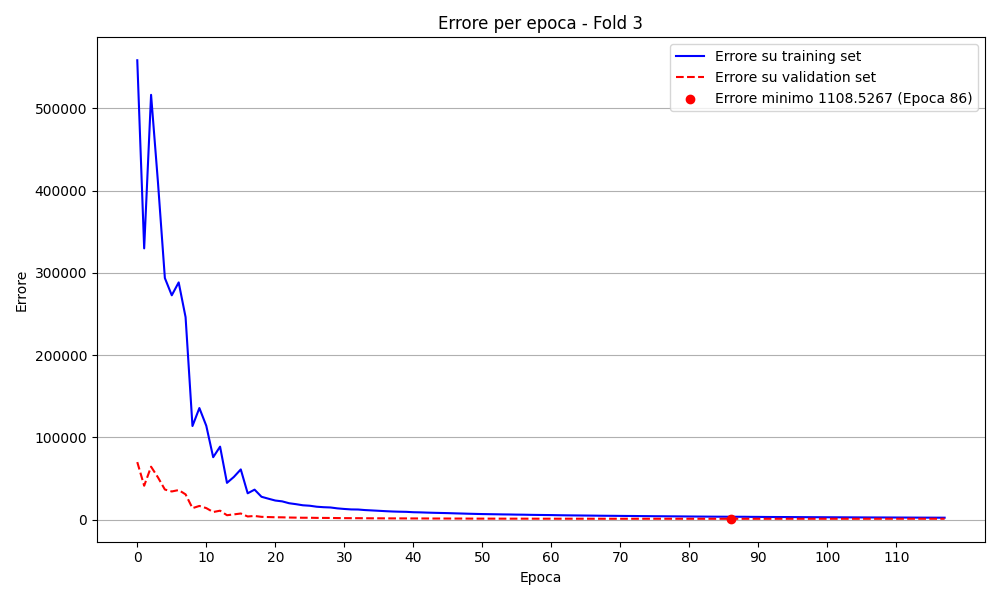 Errore per epoca - Fold 3
Errore su training set
Errore su validation set
Errore minimo 1108.5267 (Epoca 86)
Errore
500000
400000
300000
200000
100000
0
0 10 20 30 40 50 60 70 80 90 100 110
Epoca